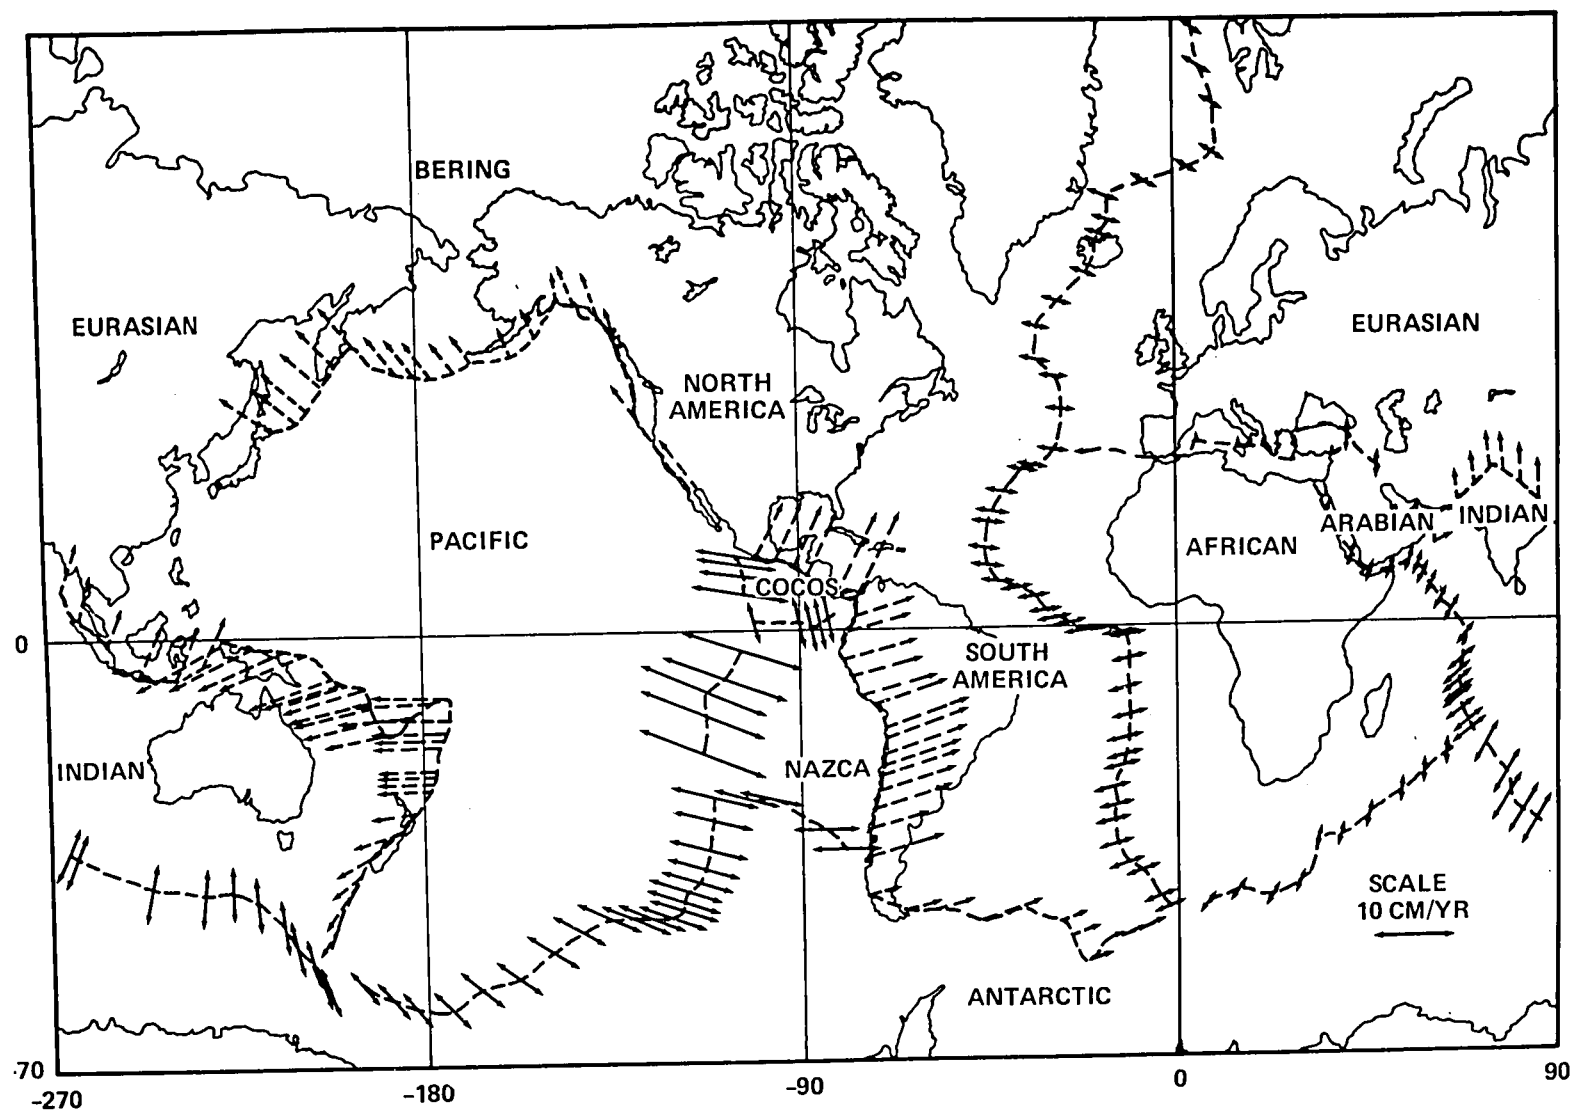 BERING
EURASIAN
EURASIAN
NORTH
AMERICA
PACIFIC
AFRICAN
ARABIAN
INDIAN
COCOS
0
SOUTH
AMERICA
INDIAN
NAZCA
SCALE
10 CM/YR
ANTARCTIC
-70
-270
-180
-90
0
90